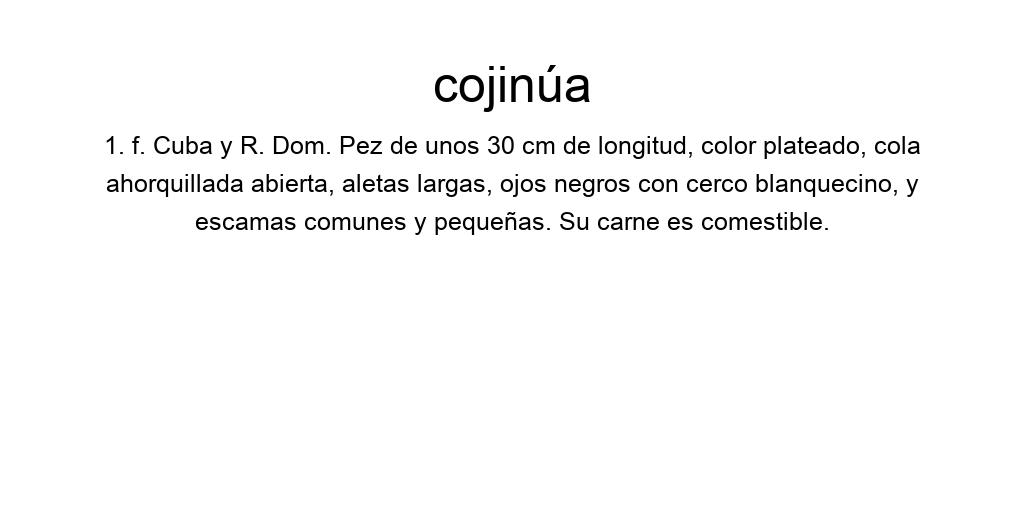 cojinúa
1. f. Cuba y R. Dom. Pez de unos 30 cm de longitud, color plateado, cola
ahorquillada abierta, aletas largas, ojos negros con cerco blanquecino, y
escamas comunes y pequeñas. Su carne es comestible.